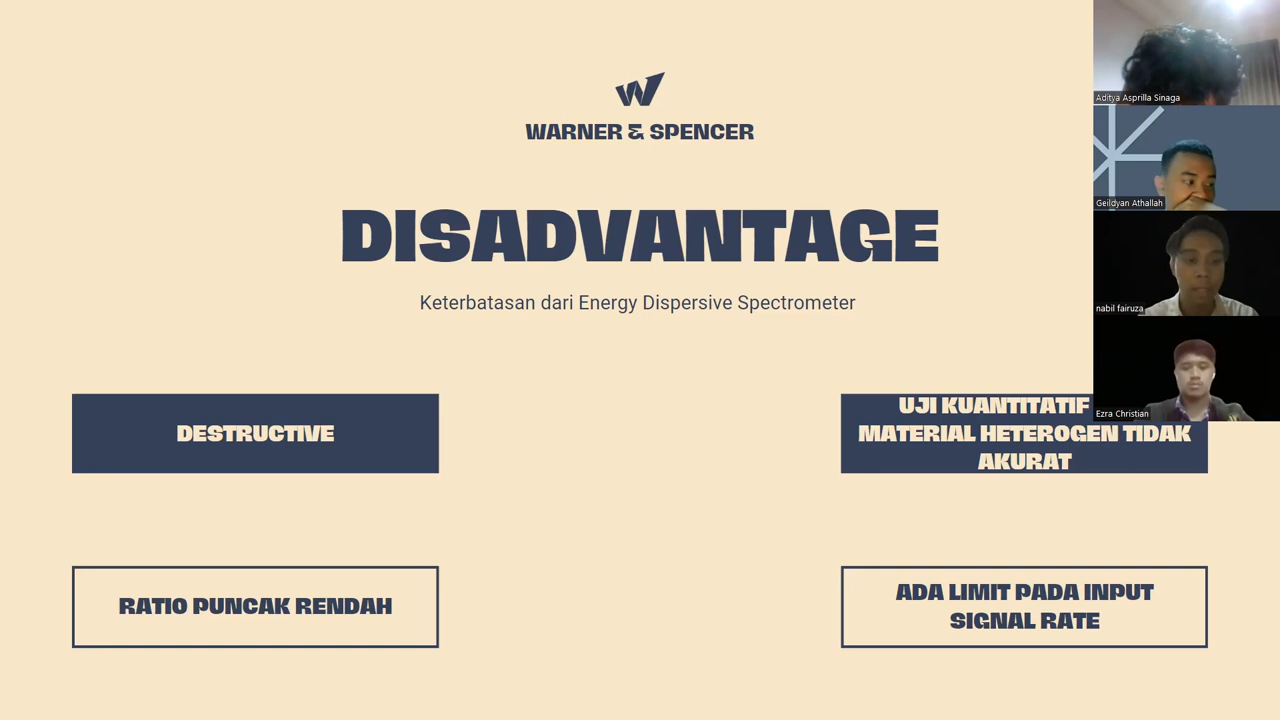 WARNER & SPENCER
DISADVANTAGE
Keterbatasan dari Energy Dispersive Spectrometer
DESTRUCTIVE
UJI KUANTITATIF
MATERIAL HETEROGEN TIDAK
AKURAT
RATIO PUNCAK RENDAH
ADA LIMIT PADA INPUT
SIGNAL RATE
Aditya Asprilla Sinaga
Geildyan Athallah
nabil fairuza
Ezra Christian